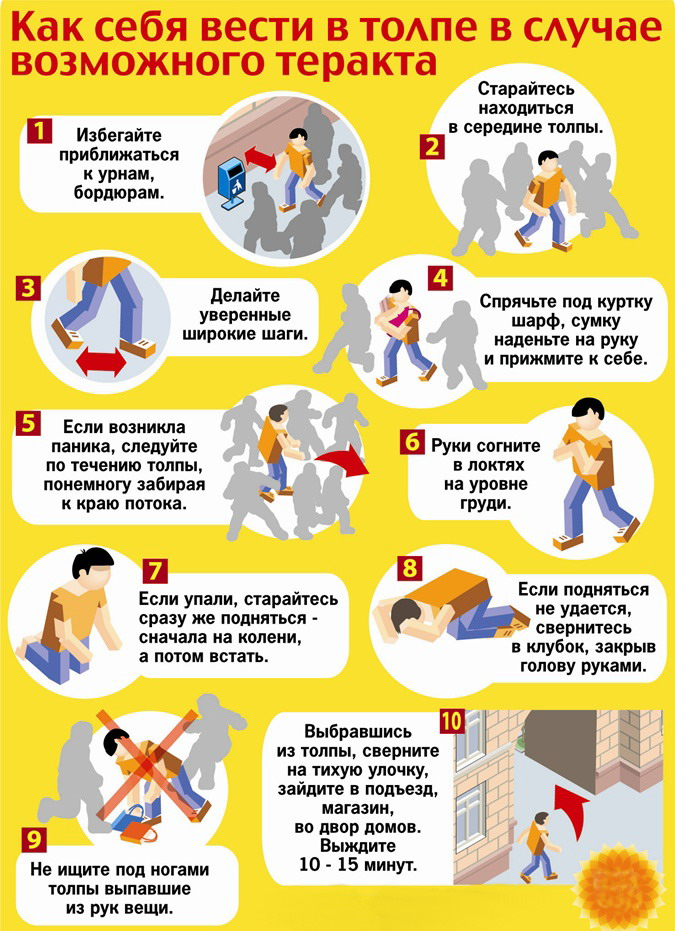 Как себя вести в толпе в случае
возможного теракта
1
Избегайте
приближаться
к урнам,
бордюрам.
2
Старайтесь
находиться
в середине толпы.
3
Делайте
уверенные
широкие шаги.
4
Спрячьте под куртку
шарф, сумку
наденьте на руку
и прижмите к себе.
5
Если возникла
паника, следуйте
по течению толпы,
понемногу забирая
к краю потока.
6
Руки согните
в локтях
на уровне
груди.
7
Если упали, старайтесь
сразу же подняться -
сначала на колени,
а потом встать.
8
Если подняться
не удается,
свернитесь
в клубок, закрыв
голову руками.
9
Не ищите под ногами
толпы выпавшие
из рук вещи.
10
Выбравшись
из толпы, сверните
на тихую улочку,
зайдите в подъезд,
магазин,
во двор домов.
Выждите
10 - 15 минут.